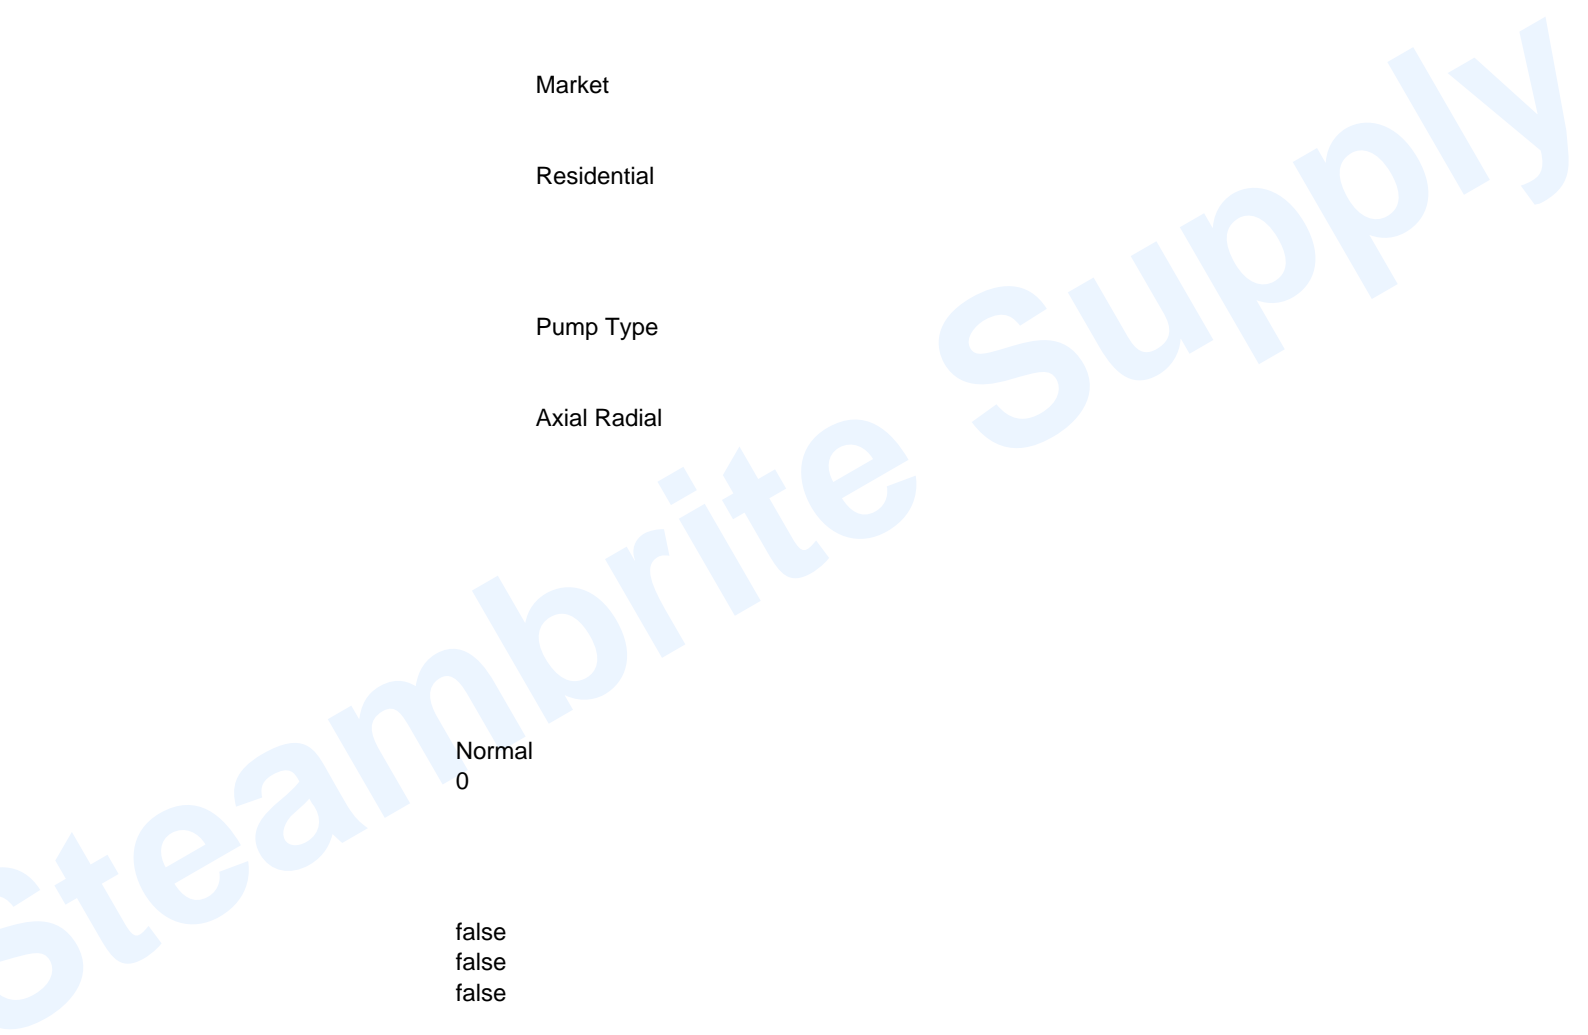 Market
Residential
Pump Type
Axial Radial
Normal
0
false
false
false
Steambrite Supply